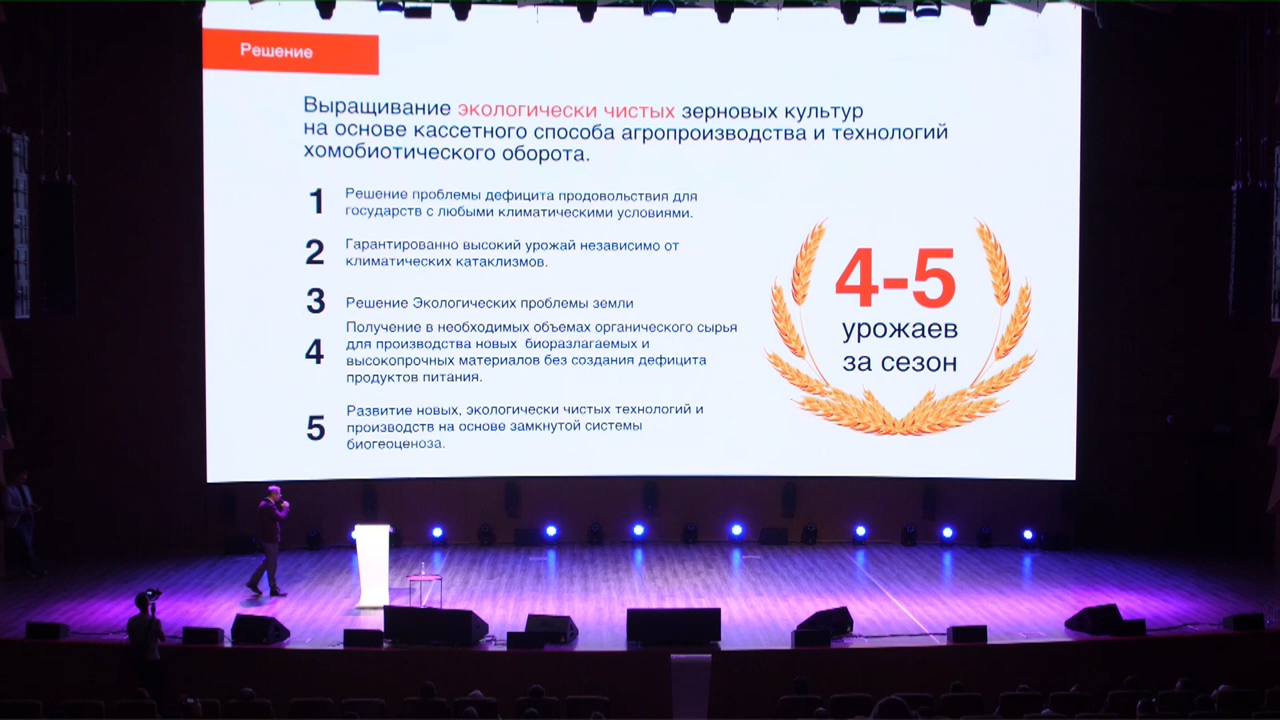 Решение
Выращивание экологически чистых зерновых культур
на основе кассетного способа агропроизводства и технологий
хомобиотического оборота.
1 Решение проблемы дефицита продовольствия для
государств с любыми климатическими условиями.
2 Гарантированно высокий урожай независимо от
климатических катаклизмов.
3 Решение Экологических проблемы земли
4 Получение в необходимых объемах органического сырья
для производства новых биоразлагаемых и
высокопрочных материалов без создания дефицита
продуктов питания.
5 Развитие новых, экологически чистых технологий и
производств на основе замкнутой системы
биогеоценоза.
4-5
урожаев
за сезон